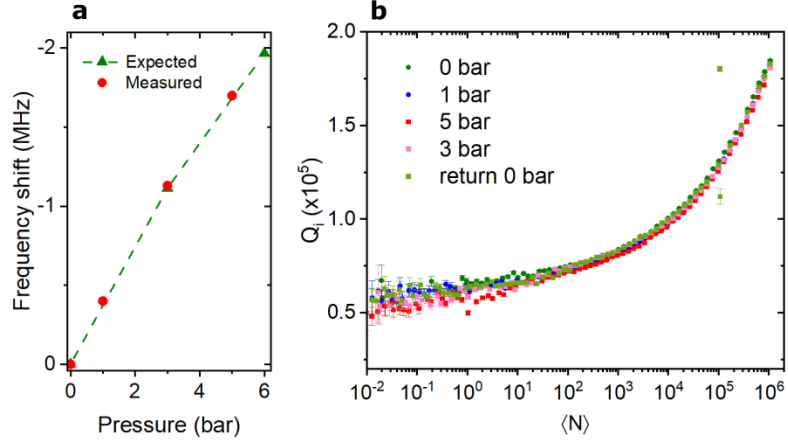 a
b
-2
-1
0
0
2
4
6
Frequency shift (MHz)
Pressure (bar)
Expected
Measured
2.0
1.5
1.0
0.5
Qᵢ (x10⁵)
0 bar
1 bar
5 bar
3 bar
return 0 bar
10⁻² 10⁻¹ 10⁰ 10¹ 10² 10³ 10⁴ 10⁵ 10⁶
⟨N⟩